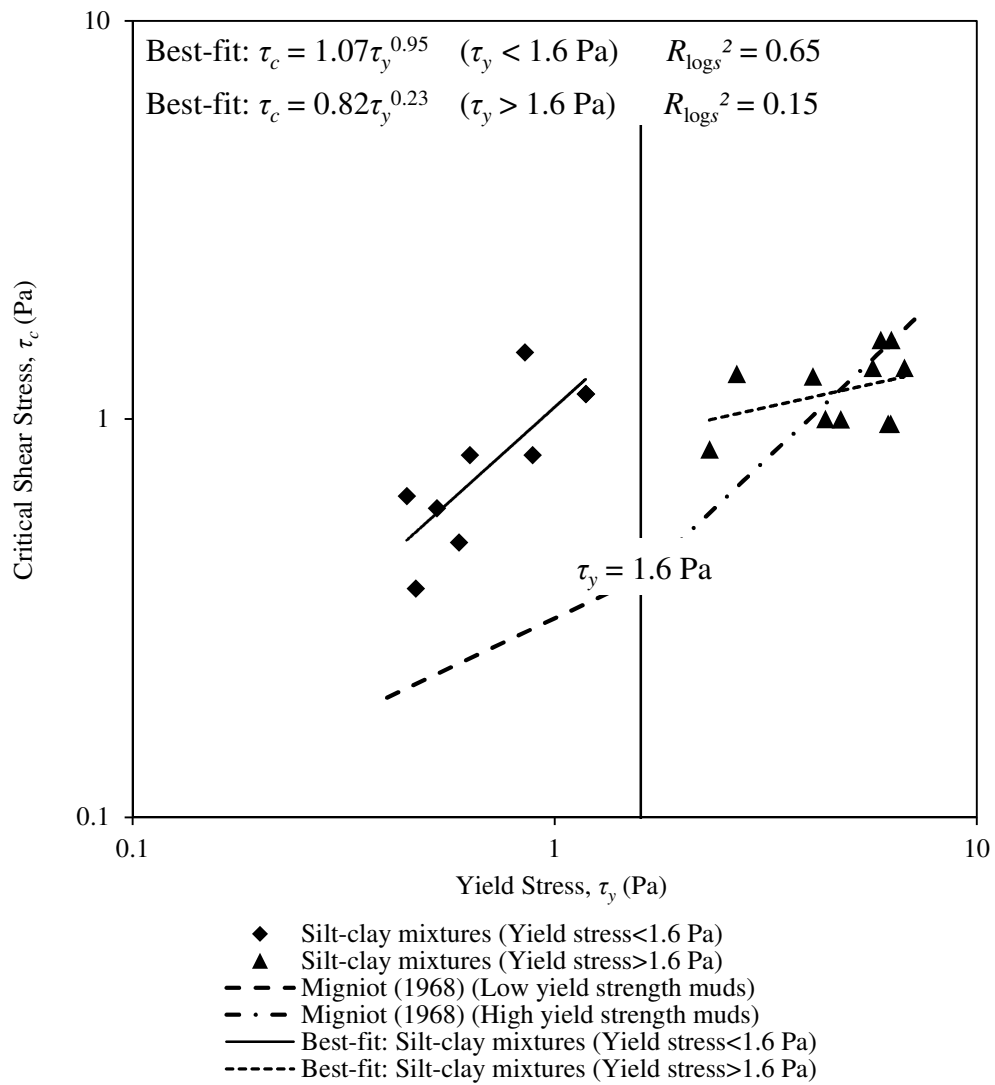 10
Best-fit: τc = 1.07τy^0.95 (τy < 1.6 Pa) Rlogs² = 0.65
Best-fit: τc = 0.82τy^0.23 (τy > 1.6 Pa) Rlogs² = 0.15
Critical Shear Stress, τc (Pa)
1
τy = 1.6 Pa
0.1
0.1 1 10
Yield Stress, τy (Pa)
Silt-clay mixtures (Yield stress<1.6 Pa)
Silt-clay mixtures (Yield stress>1.6 Pa)
Migniot (1968) (Low yield strength muds)
Migniot (1968) (High yield strength muds)
Best-fit: Silt-clay mixtures (Yield stress<1.6 Pa)
Best-fit: Silt-clay mixtures (Yield stress>1.6 Pa)